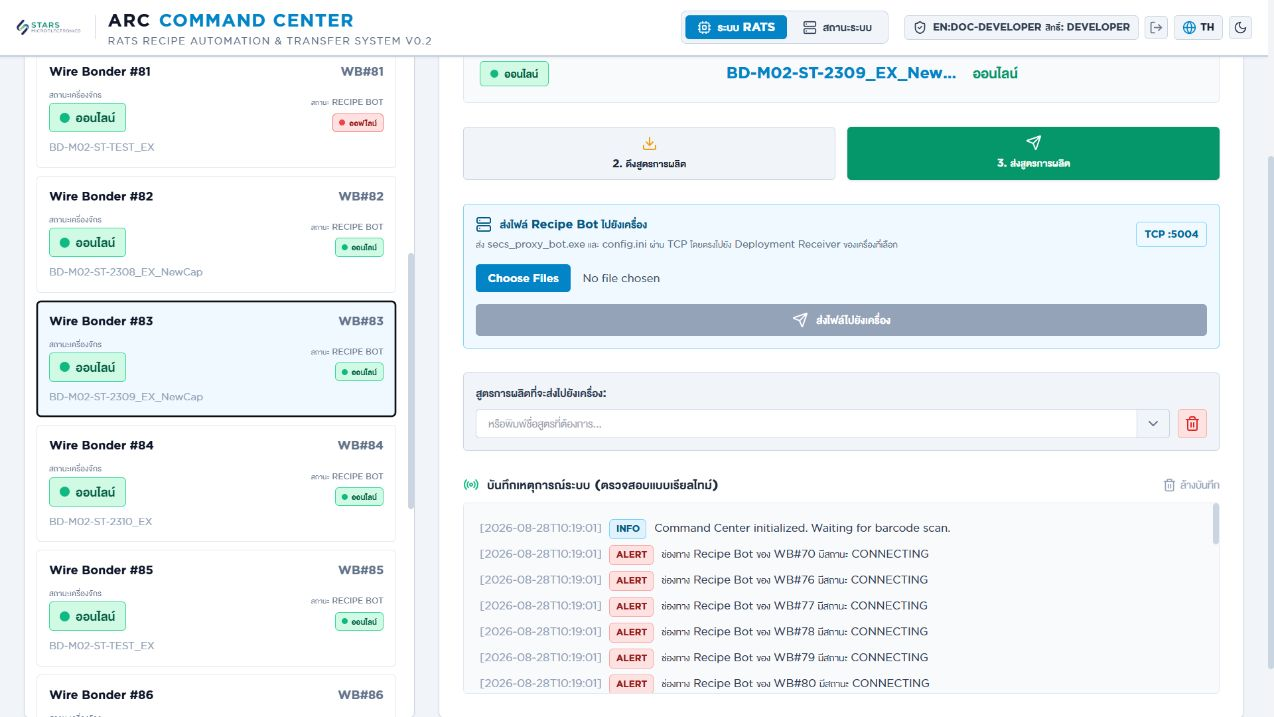 STARS
MICROELECTRONICS
ARC COMMAND CENTER
RATS RECIPE AUTOMATION & TRANSFER SYSTEM V0.2
ระบบ RATS
สถานะระบบ
EN:DOC-DEVELOPER สิทธิ์: DEVELOPER
TH
Wire Bonder #81
WB#81
สถานะเครื่องจักร
สถานะ RECIPE BOT
ออนไลน์
ออฟไลน์
BD-M02-ST-TEST_EX
Wire Bonder #82
WB#82
สถานะเครื่องจักร
สถานะ RECIPE BOT
ออนไลน์
ออนไลน์
BD-M02-ST-2308_EX_NewCap
Wire Bonder #83
WB#83
สถานะเครื่องจักร
สถานะ RECIPE BOT
ออนไลน์
ออนไลน์
BD-M02-ST-2309_EX_NewCap
Wire Bonder #84
WB#84
สถานะเครื่องจักร
สถานะ RECIPE BOT
ออนไลน์
ออนไลน์
BD-M02-ST-2310_EX
Wire Bonder #85
WB#85
สถานะเครื่องจักร
สถานะ RECIPE BOT
ออนไลน์
ออนไลน์
BD-M02-ST-TEST_EX
Wire Bonder #86
WB#86
ออนไลน์
BD-M02-ST-2309_EX_New...
ออนไลน์
2. ดึงสูตรการผลิต
3. ส่งสูตรการผลิต
ส่งไฟล์ Recipe Bot ไปยังเครื่อง
ส่ง secs_proxy_bot.exe และ config.ini ผ่าน TCP โดยตรงไปยัง Deployment Receiver ของเครื่องที่เลือก
TCP :5004
Choose Files
No file chosen
ส่งไฟล์ไปยังเครื่อง
สูตรการผลิตที่จะส่งไปยังเครื่อง:
หรือพิมพ์ชื่อสูตรที่ต้องการ...
บันทึกเหตุการณ์ระบบ (ตรวจสอบแบบเรียลไทม์)
ล้างบันทึก
[2026-08-28T10:19:01] INFO Command Center initialized. Waiting for barcode scan.
[2026-08-28T10:19:01] ALERT ช่องทาง Recipe Bot ของ WB#70 มีสถานะ CONNECTING
[2026-08-28T10:19:01] ALERT ช่องทาง Recipe Bot ของ WB#76 มีสถานะ CONNECTING
[2026-08-28T10:19:01] ALERT ช่องทาง Recipe Bot ของ WB#77 มีสถานะ CONNECTING
[2026-08-28T10:19:01] ALERT ช่องทาง Recipe Bot ของ WB#78 มีสถานะ CONNECTING
[2026-08-28T10:19:01] ALERT ช่องทาง Recipe Bot ของ WB#79 มีสถานะ CONNECTING
[2026-08-28T10:19:01] ALERT ช่องทาง Recipe Bot ของ WB#80 มีสถานะ CONNECTING